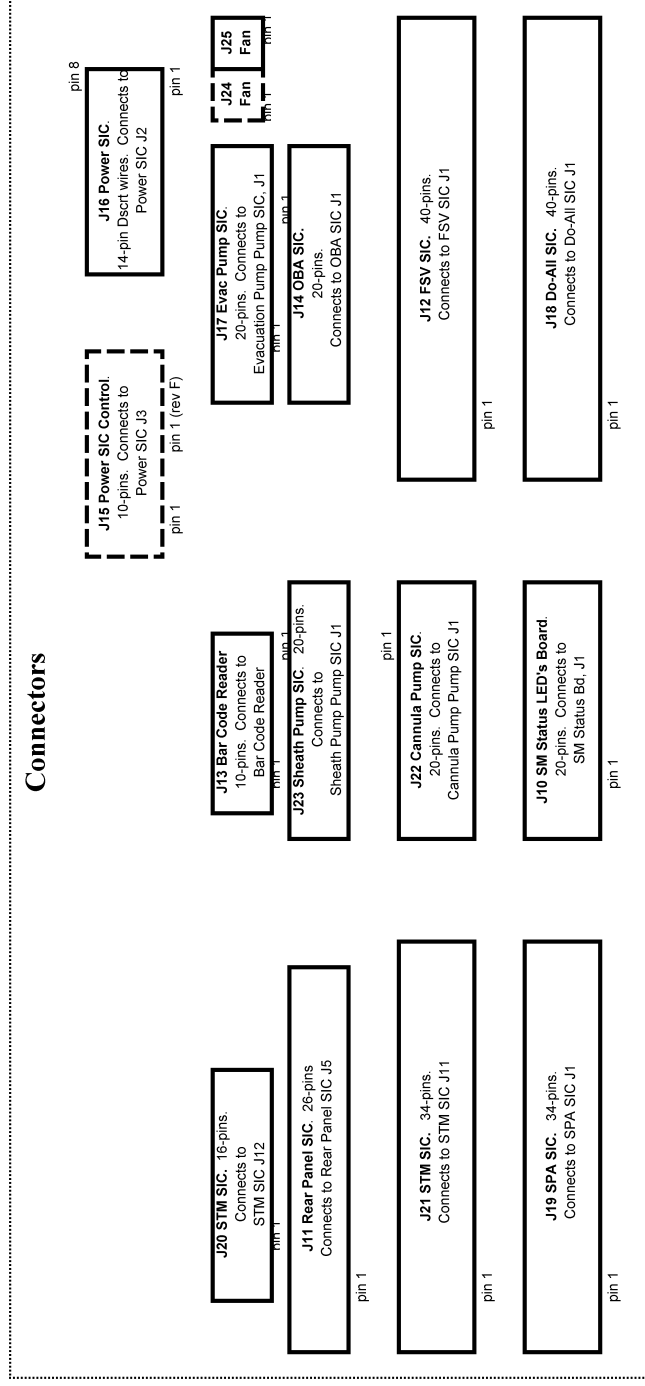 Connectors
pin 8
J16 Power SIC.
14-pin Dscrt wires. Connects to
Power SIC J2
pin 1
J15 Power SIC Control.
10-pins. Connects to
Power SIC J3
pin 1
pin 1 (rev F)
J25
Fan
pin 1
J24
Fan
pin 1
J17 Evac Pump SIC.
20-pins. Connects to
Evacuation Pump Pump SIC, J1
pin 1
J14 OBA SIC.
20-pins.
Connects to OBA SIC J1
pin 1
J13 Bar Code Reader
10-pins. Connects to
Bar Code Reader
pin 1
J23 Sheath Pump SIC. 20-pins.
Connects to
Sheath Pump Pump SIC J1
pin 1
J20 STM SIC. 16-pins.
Connects to
STM SIC J12
pin 1
J11 Rear Panel SIC. 26-pins
Connects to Rear Panel SIC J5
pin 1
J12 FSV SIC. 40-pins.
Connects to FSV SIC J1
pin 1
J22 Cannula Pump SIC.
20-pins. Connects to
Cannula Pump Pump SIC J1
pin 1
J21 STM SIC. 34-pins.
Connects to STM SIC J11
pin 1
J18 Do-All SIC. 40-pins.
Connects to Do-All SIC J1
pin 1
J10 SM Status LED's Board.
20-pins. Connects to
SM Status Bd, J1
pin 1
J19 SPA SIC. 34-pins.
Connects to SPA SIC J1
pin 1